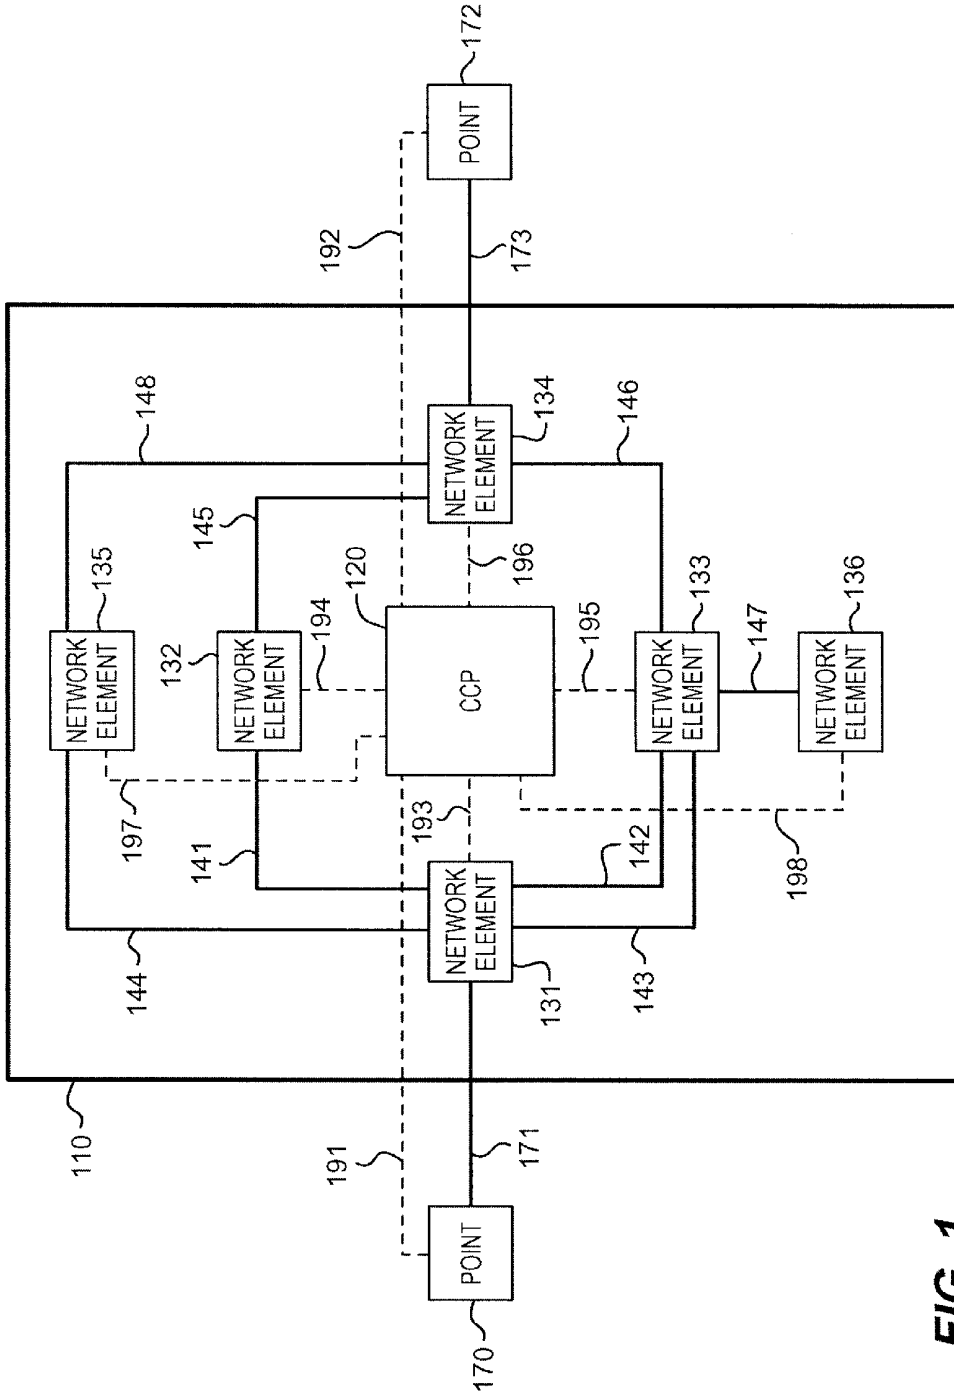 110
170
POINT
171
191
144
141
NETWORK
ELEMENT
131
143
142
193
197
198
NETWORK
ELEMENT
135
NETWORK
ELEMENT
132
194
120
CCP
195
NETWORK
ELEMENT
133
147
NETWORK
ELEMENT
136
196
145
148
NETWORK
ELEMENT
134
146
192
173
POINT
172
FIG. 1